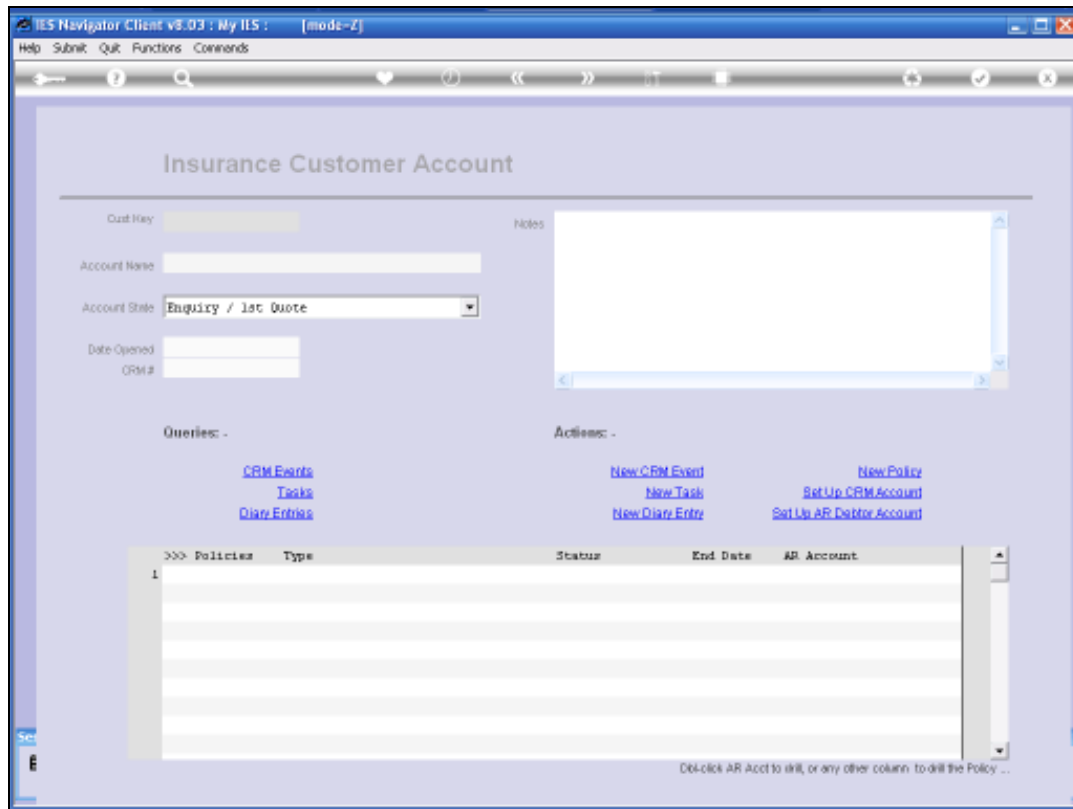 IES Navigator Client v8.03 : My IES : [mode=Z]
Help Submit Quit Functions Commands
Insurance Customer Account
Cust Key
Notes
Account Name
Account State Enquiry / 1st Quote
Date Opened
CRM #
Queries: - Actions: -
CRM Events New CRM Event New Policy
Tasks New Task Set Up CRM Account
Diary Entries New Diary Entry Set Up AR Debtor Account
>>> Policies Type Status End Date AR Account
1
Dbl-click AR Acct to drill, or any other column to drill the Policy ...